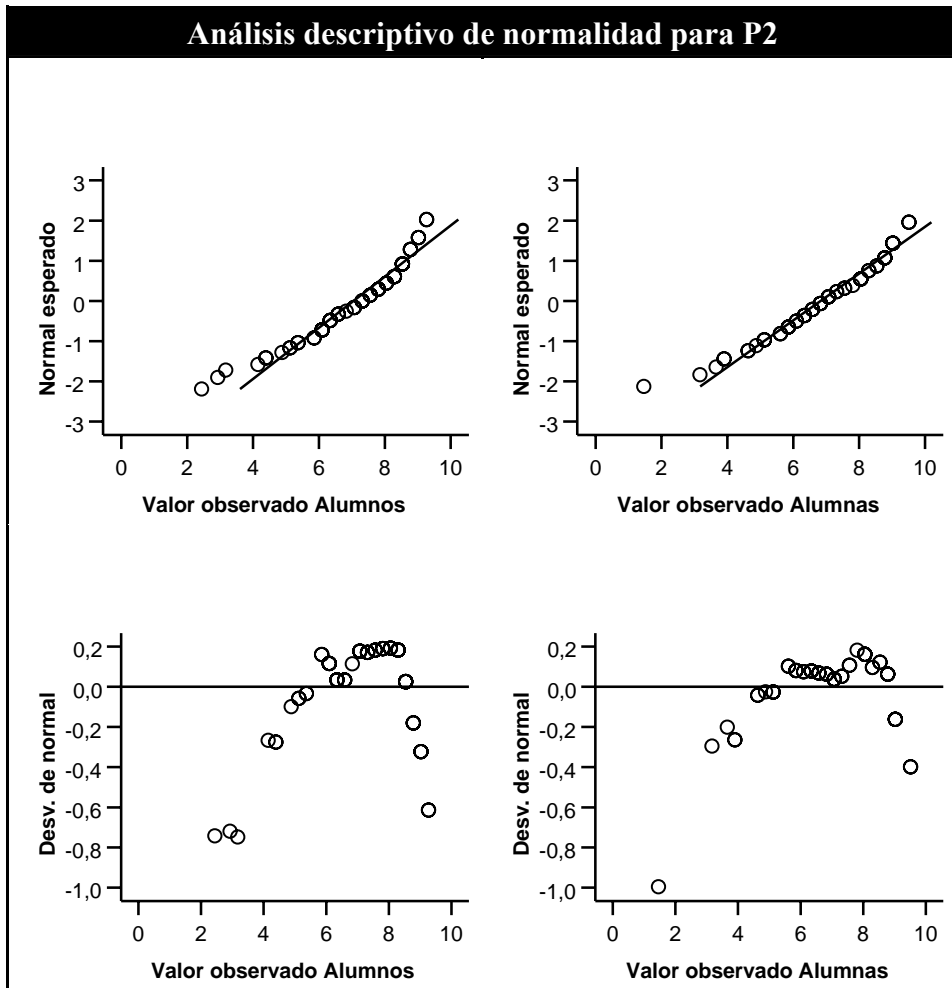 Análisis descriptivo de normalidad para P2
3
2
1
0
-1
-2
-3
Normal esperado
0 2 4 6 8 10
Valor observado Alumnos
3
2
1
0
-1
-2
-3
Normal esperado
0 2 4 6 8 10
Valor observado Alumnas
0,2
0,0
-0,2
-0,4
-0,6
-0,8
-1,0
Desv. de normal
0 2 4 6 8 10
Valor observado Alumnos
0,2
0,0
-0,2
-0,4
-0,6
-0,8
-1,0
Desv. de normal
0 2 4 6 8 10
Valor observado Alumnas